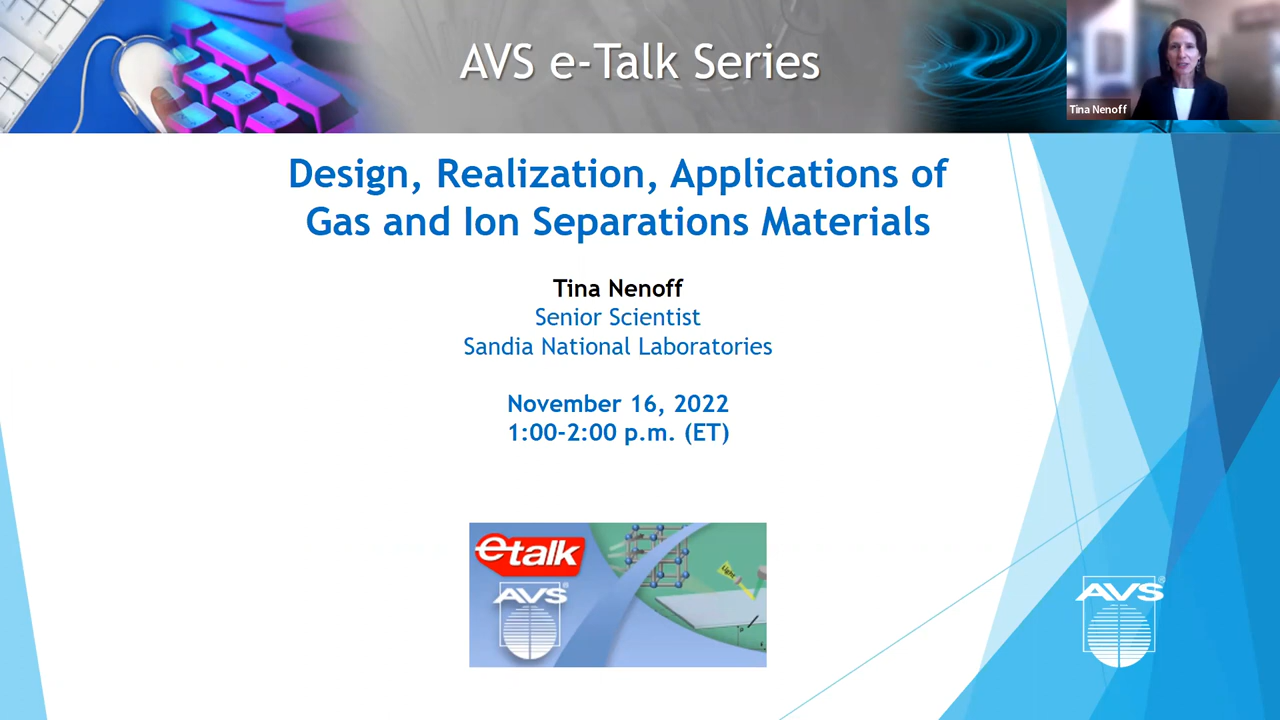 AVS e-Talk Series
Tina Nenoff
Design, Realization, Applications of
Gas and Ion Separations Materials
Tina Nenoff
Senior Scientist
Sandia National Laboratories
November 16, 2022
1:00-2:00 p.m. (ET)
etalk
Light
AVS®
AVS®